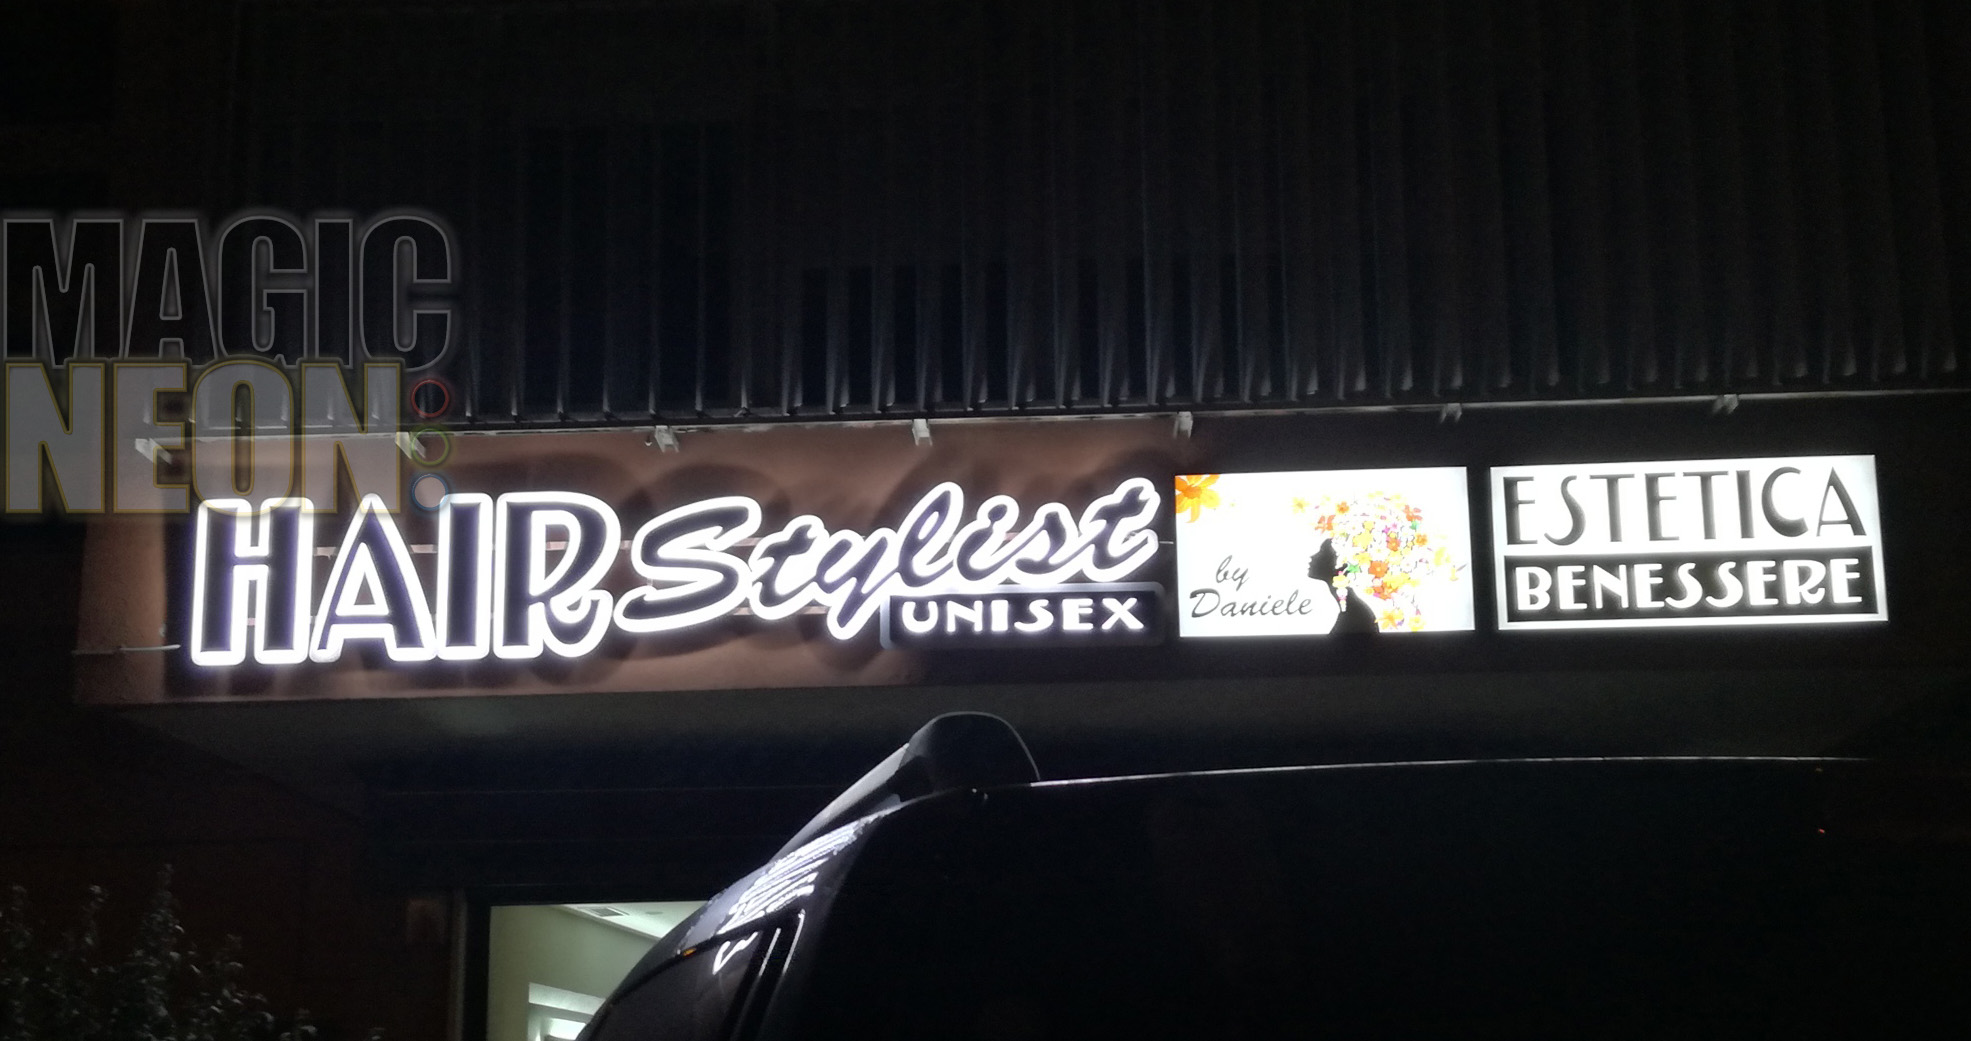 MAGIC
NEON
HAIR Stylist
UNISEX
by
Daniele
ESTETICA
BENESSERE